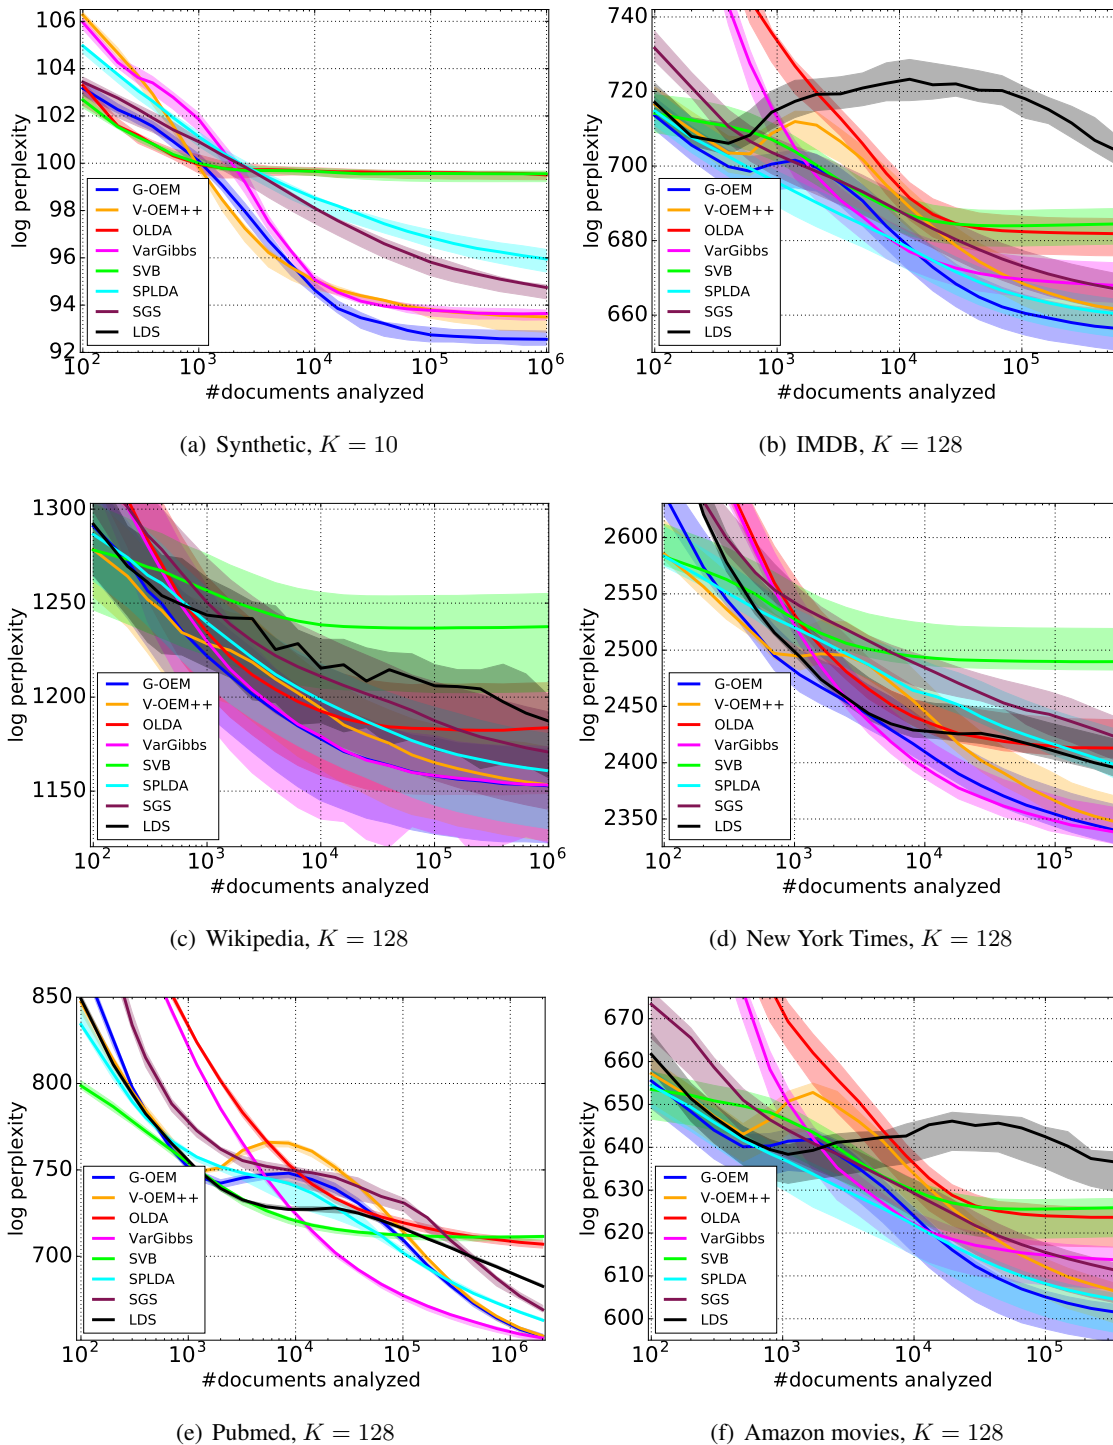 106
104
102
100
98
96
94
92
log perplexity
G-OEM
V-OEM++
OLDA
VarGibbs
SVB
SPLDA
SGS
LDS
10^2 10^3 10^4 10^5 10^6
#documents analyzed
(a) Synthetic, K = 10
740
720
700
680
660
log perplexity
G-OEM
V-OEM++
OLDA
VarGibbs
SVB
SPLDA
SGS
LDS
10^2 10^3 10^4 10^5
#documents analyzed
(b) IMDB, K = 128
1300
1250
1200
1150
log perplexity
G-OEM
V-OEM++
OLDA
VarGibbs
SVB
SPLDA
SGS
LDS
10^2 10^3 10^4 10^5 10^6
#documents analyzed
(c) Wikipedia, K = 128
2600
2550
2500
2450
2400
2350
log perplexity
G-OEM
V-OEM++
OLDA
VarGibbs
SVB
SPLDA
SGS
LDS
10^2 10^3 10^4 10^5
#documents analyzed
(d) New York Times, K = 128
850
800
750
700
log perplexity
G-OEM
V-OEM++
OLDA
VarGibbs
SVB
SPLDA
SGS
LDS
10^2 10^3 10^4 10^5 10^6
#documents analyzed
(e) Pubmed, K = 128
670
660
650
640
630
620
610
600
log perplexity
G-OEM
V-OEM++
OLDA
VarGibbs
SVB
SPLDA
SGS
LDS
10^2 10^3 10^4 10^5
#documents analyzed
(f) Amazon movies, K = 128